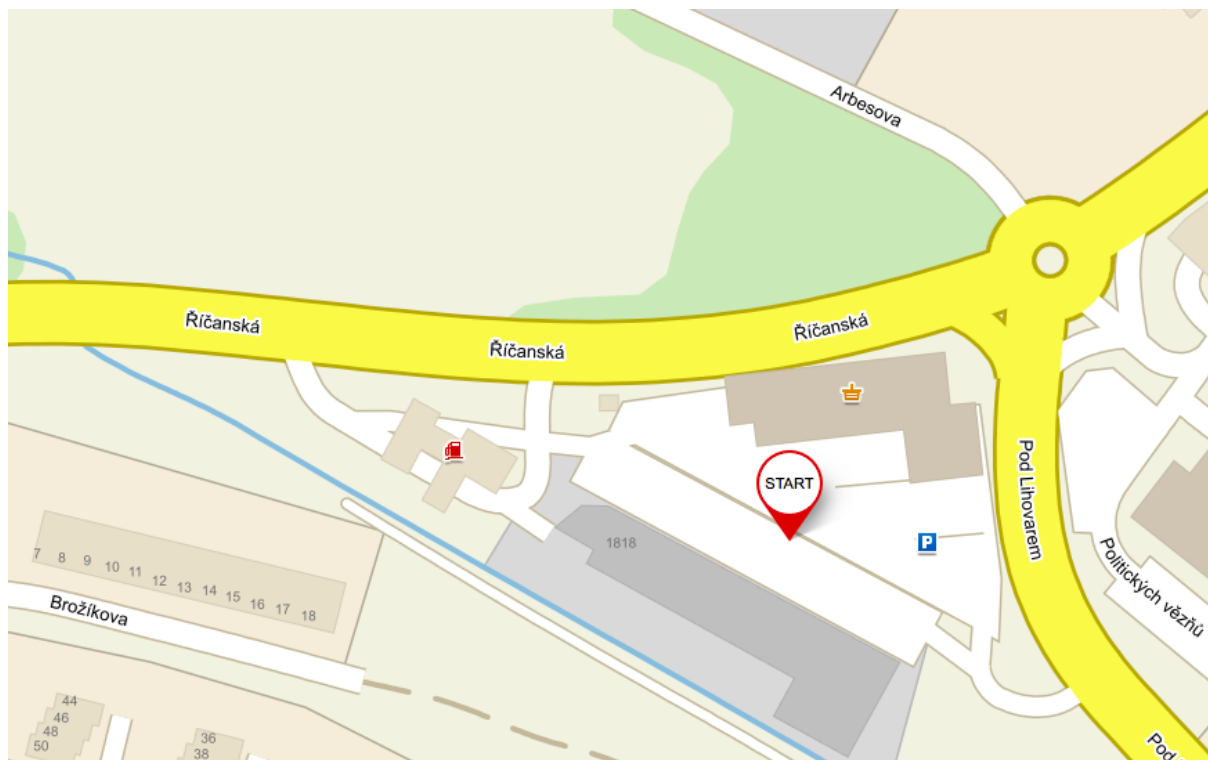 Arbesova
Říčanská
Říčanská
Říčanská
START
P
Pod Lihovarem
1818
Politických vězňů
7 8 9 10 11 12 13 14 15 16 17 18
Brožíkova
44
46
48
50
36
38
Pod